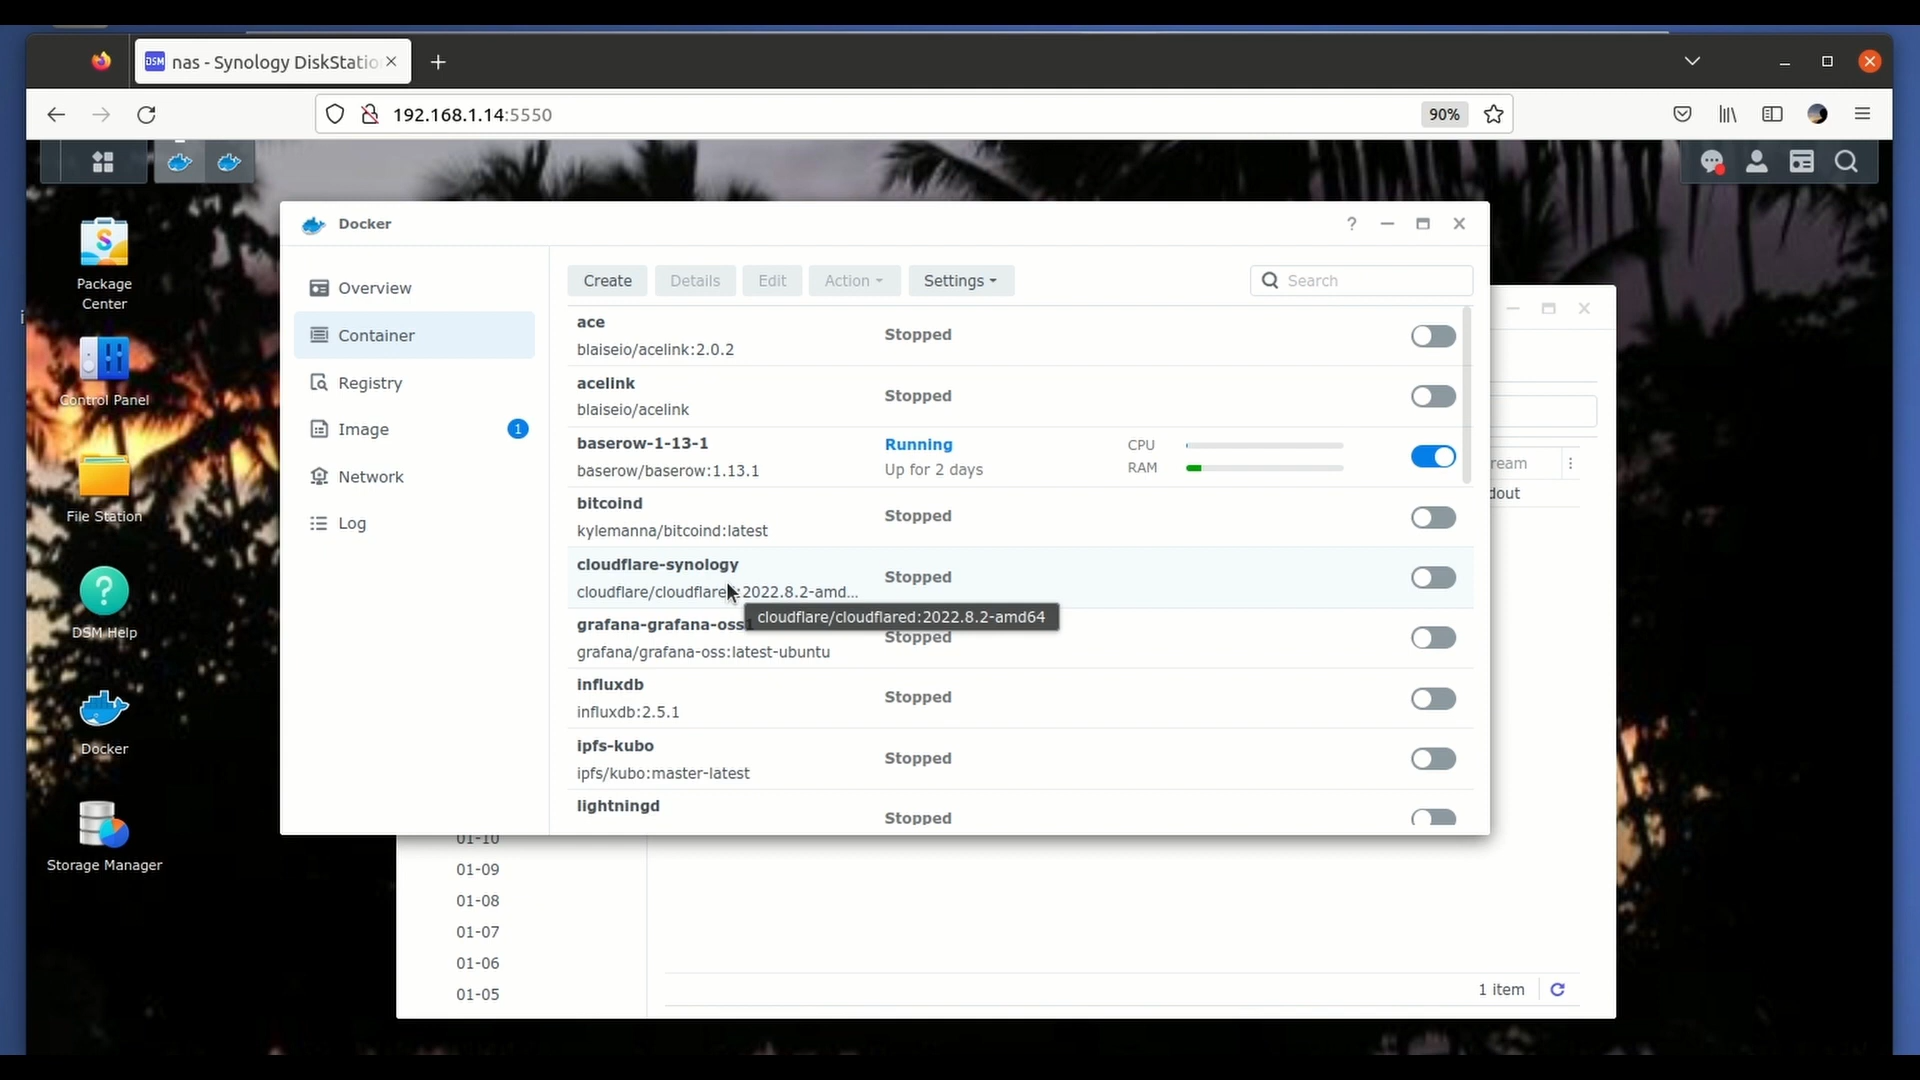 DSM nas - Synology DiskStatio
192.168.1.14:5550
90%
Package Center
Control Panel
File Station
DSM Help
Docker
Storage Manager
Docker
Overview
Container
Registry
Image
1
Network
Log
Create
Details
Edit
Action
Settings
Search
ace
blaiseio/acelink:2.0.2
Stopped
acelink
blaiseio/acelink
Stopped
baserow-1-13-1
baserow/baserow:1.13.1
Running
Up for 2 days
CPU
RAM
bitcoind
kylemanna/bitcoind:latest
Stopped
cloudflare-synology
cloudflare/cloudflared:2022.8.2-amd...
Stopped
cloudflare/cloudflared:2022.8.2-amd64
grafana-grafana-oss1
grafana/grafana-oss:latest-ubuntu
Stopped
influxdb
influxdb:2.5.1
Stopped
ipfs-kubo
ipfs/kubo:master-latest
Stopped
lightningd
Stopped
ream
dout
01-10
01-09
01-08
01-07
01-06
01-05
1 item